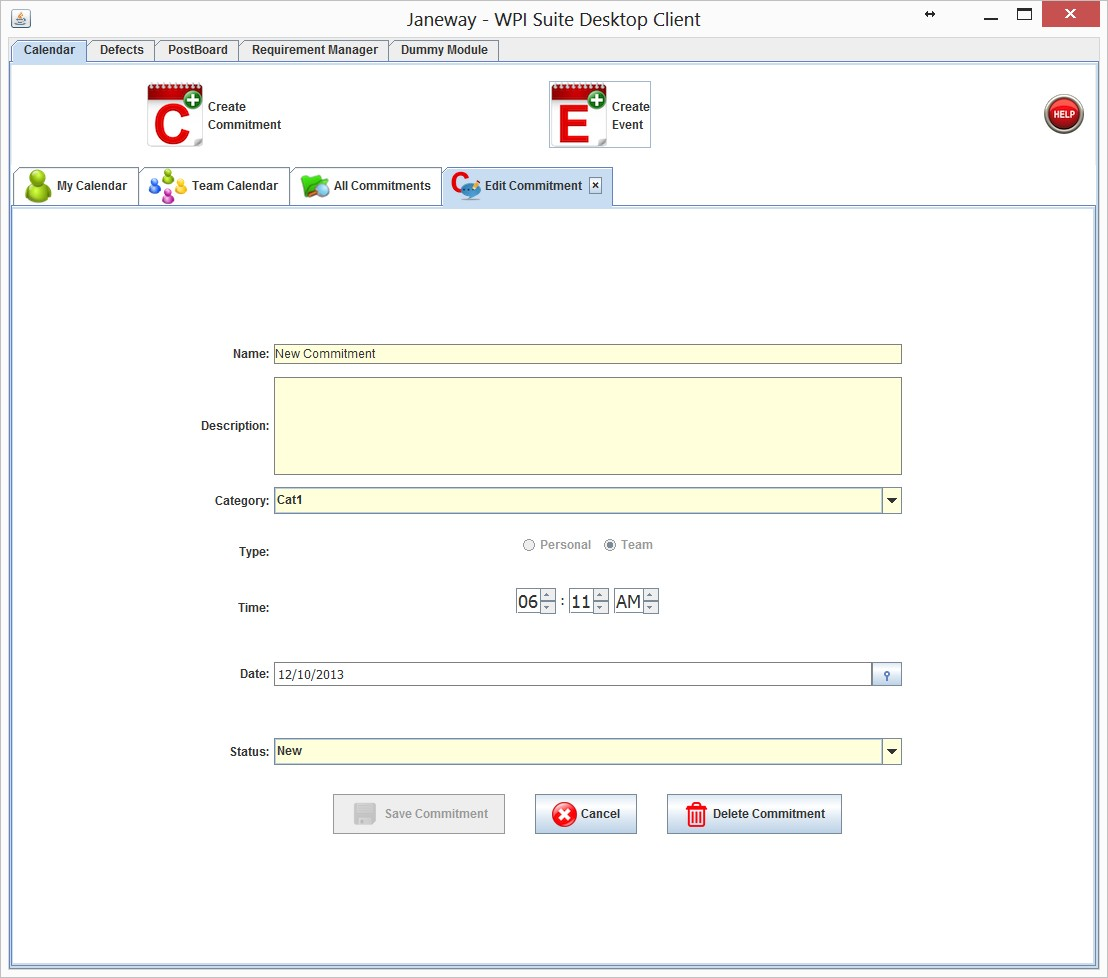 Janeway - WPI Suite Desktop Client
Calendar Defects PostBoard Requirement Manager Dummy Module
C Create Commitment
E Create Event
HELP
My Calendar Team Calendar All Commitments C Edit Commitment
Name: New Commitment
Description:
Category: Cat1
Type: Personal Team
Time: 06 : 11 AM
Date: 12/10/2013
Status: New
Save Commitment Cancel Delete Commitment